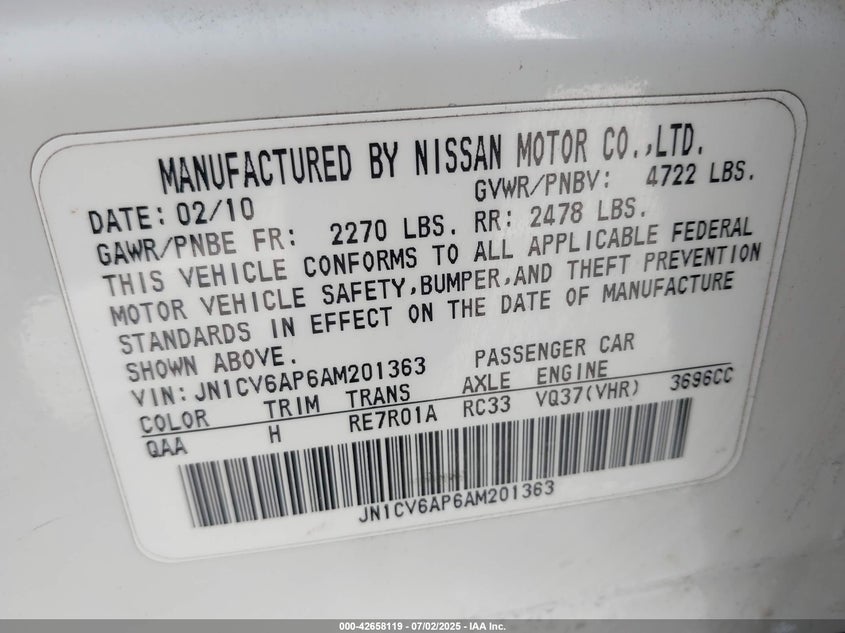 MANUFACTURED BY NISSAN MOTOR CO.,LTD.
DATE: 02/10 GVWR/PNBV: 4722 LBS.
GAWR/PNBE FR: 2270 LBS. RR: 2478 LBS.
THIS VEHICLE CONFORMS TO ALL APPLICABLE FEDERAL
MOTOR VEHICLE SAFETY,BUMPER,AND THEFT PREVENTION
STANDARDS IN EFFECT ON THE DATE OF MANUFACTURE
SHOWN ABOVE.
VIN: JN1CV6AP6AM201363 PASSENGER CAR
COLOR TRIM TRANS AXLE ENGINE
QAA H RE7R01A RC33 VQ37(VHR) 3696CC
JN1CV6AP6AM201363
000-42658119 - 07/02/2025 - IAA Inc.